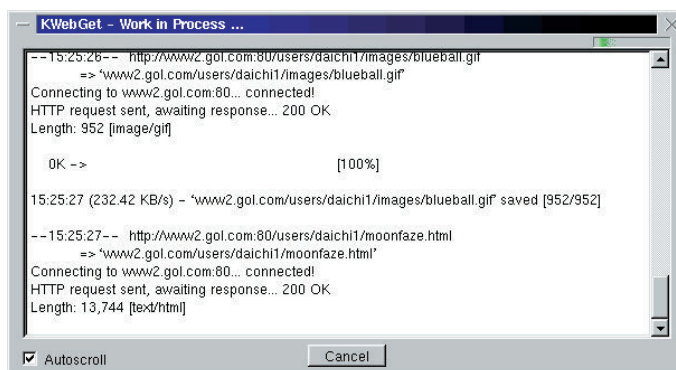 KWebGet - Work in Process ...
--15:25:26-- http://www2.gol.com:80/users/daichi1/images/blueball.gif
=> 'www2.gol.com/users/daichi1/images/blueball.gif'
Connecting to www2.gol.com:80... connected!
HTTP request sent, awaiting response... 200 OK
Length: 952 [image/gif]
0K -> [100%]
15:25:27 (232.42 KB/s) - 'www2.gol.com/users/daichi1/images/blueball.gif' saved [952/952]
--15:25:27-- http://www2.gol.com:80/users/daichi1/moonfaze.html
=> 'www2.gol.com/users/daichi1/moonfaze.html'
Connecting to www2.gol.com:80... connected!
HTTP request sent, awaiting response... 200 OK
Length: 13,744 [text/html]
Autoscroll
Cancel